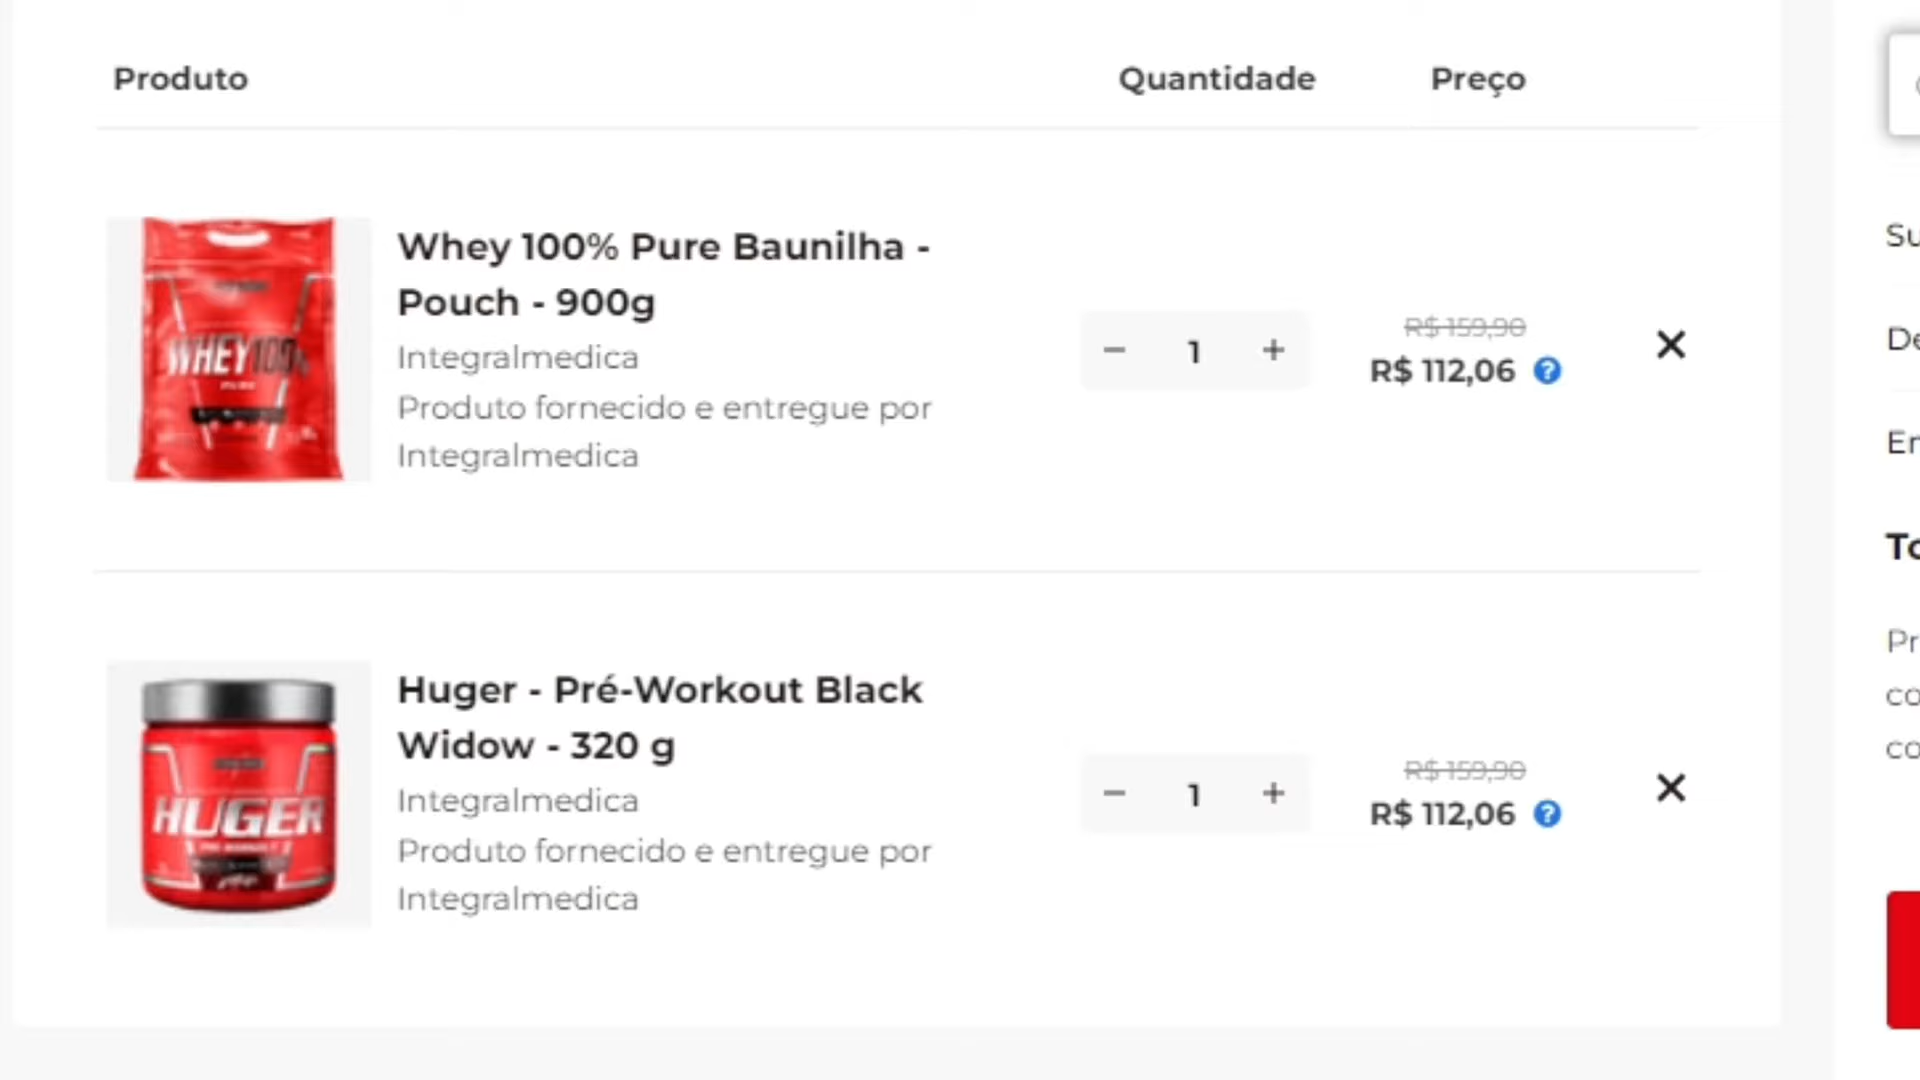 Produto
Quantidade
Preço
Whey 100% Pure Baunilha -
Pouch - 900g
Integralmedica
Produto fornecido e entregue por
Integralmedica
1
R$ 159,90
R$ 112,06
WHEY100%
Huger - Pré-Workout Black
Widow - 320 g
Integralmedica
Produto fornecido e entregue por
Integralmedica
1
R$ 159,90
R$ 112,06
HUGER